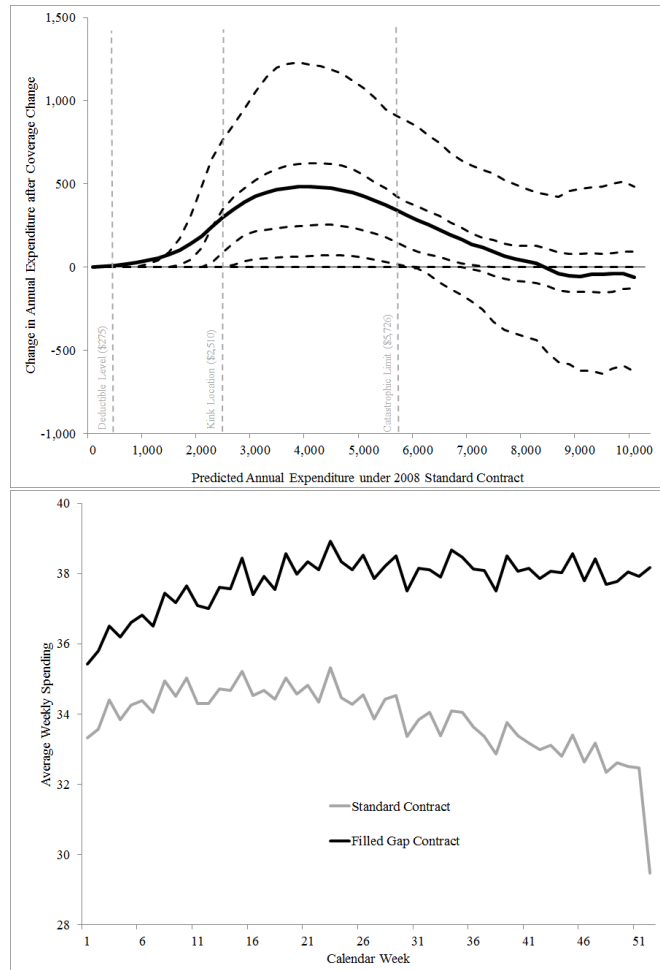 1,500
1,000
500
0
-500
-1,000
Change in Annual Expenditure after Coverage Change
Deductible Level ($275)
Kink Location ($2,510)
Catastrophic Limit ($5,726)
0 1,000 2,000 3,000 4,000 5,000 6,000 7,000 8,000 9,000 10,000
Predicted Annual Expenditure under 2008 Standard Contract
40
38
36
34
32
30
28
Average Weekly Spending
Standard Contract
Filled Gap Contract
1 6 11 16 21 26 31 36 41 46 51
Calendar Week